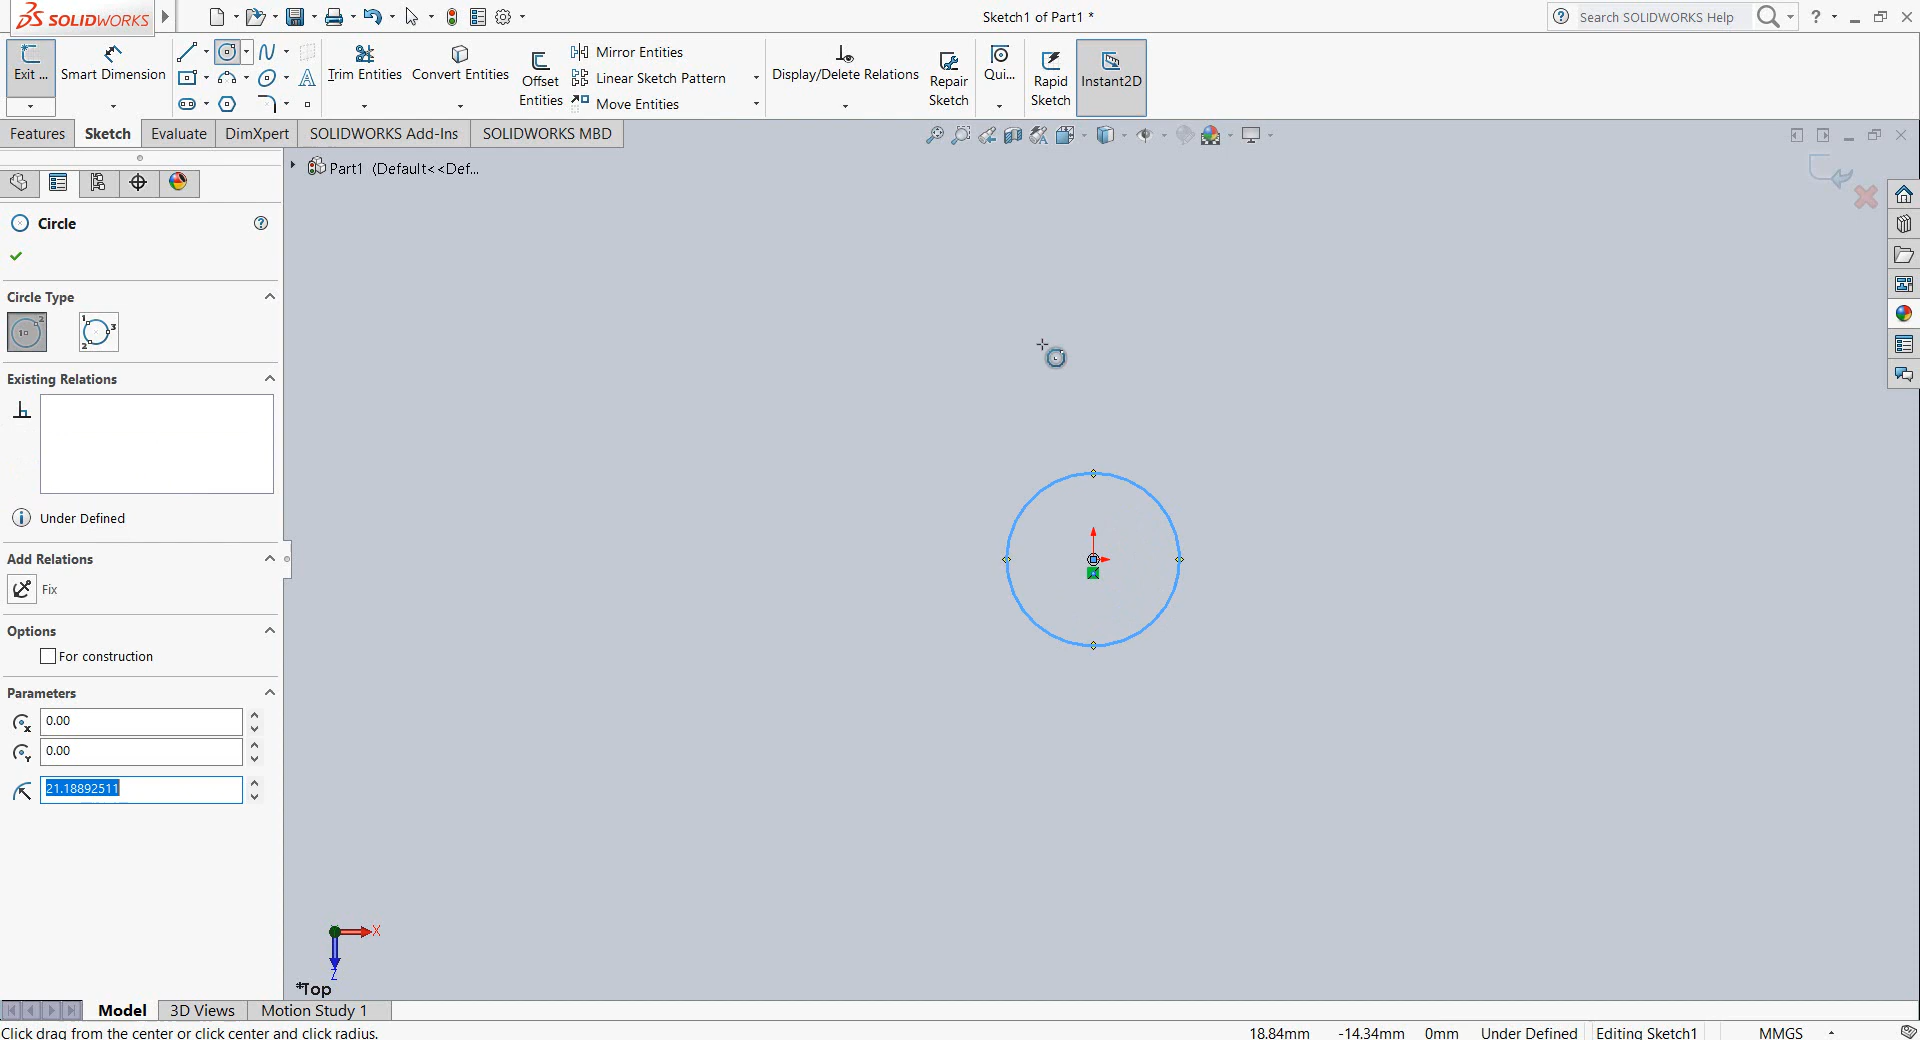 SOLIDWORKS
Sketch1 of Part1 *
Search SOLIDWORKS Help
?
Exit ...
Smart Dimension
Trim Entities
Convert Entities
Offset
Entities
Mirror Entities
Linear Sketch Pattern
Move Entities
Display/Delete Relations
Repair
Sketch
Qui...
Rapid
Sketch
Instant2D
Features
Sketch
Evaluate
DimXpert
SOLIDWORKS Add-Ins
SOLIDWORKS MBD
Part1 (Default<<Def...
Circle
Circle Type
Existing Relations
Under Defined
Add Relations
Fix
Options
For construction
Parameters
0.00
0.00
21.18892511
X
Z
*Top
Model
3D Views
Motion Study 1
Click drag from the center or click center and click radius.
18.84mm
-14.34mm
0mm
Under Defined
Editing Sketch1
MMGS